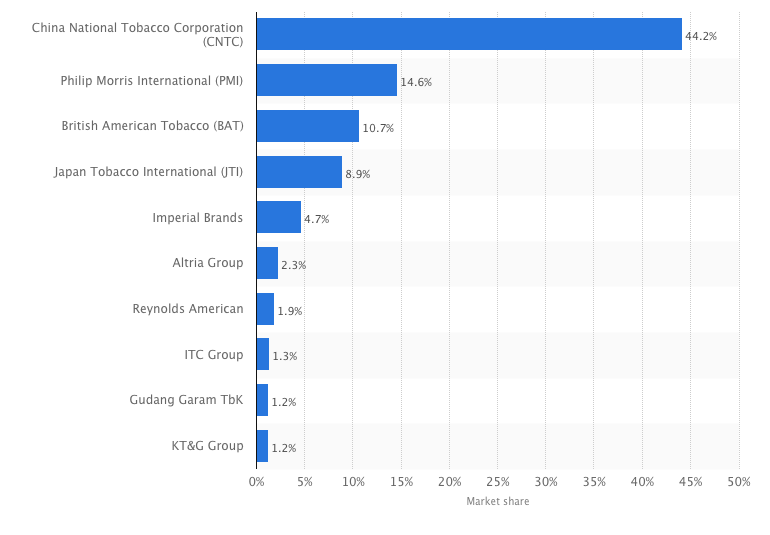 China National Tobacco Corporation
(CNTC)
44.2%
Philip Morris International (PMI)
14.6%
British American Tobacco (BAT)
10.7%
Japan Tobacco International (JTI)
8.9%
Imperial Brands
4.7%
Altria Group
2.3%
Reynolds American
1.9%
ITC Group
1.3%
Gudang Garam TbK
1.2%
KT&G Group
1.2%
0% 5% 10% 15% 20% 25% 30% 35% 40% 45% 50%
Market share